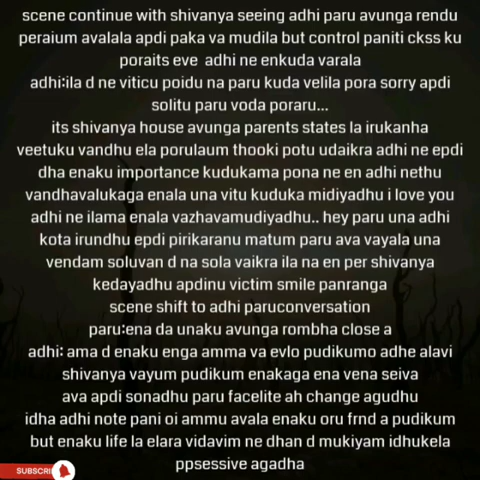 scene continue with shivanya seeing adhi paru avunga rendu
peraium avalala apdi paka va mudila but control paniti ckss ku
poraits eve  adhi ne enkuda varala
adhi:ila d ne viticu poidu na paru kuda velila pora sorry apdi
solitu paru voda poraru...
its shivanya house avunga parents states la irukanha
veetuku vandhu ela porulaum thooki potu udaikra adhi ne epdi
dha enaku importance kudukama pona ne en adhi nethu
vandhavalukaga enala una vitu kuduka midiyadhu i love you
adhi ne ilama enala vazhavamudiyadhu.. hey paru una adhi
kota irundhu epdi pirikaranu matum paru ava vayala una
vendam soluvan d na sola vaikra ila na en per shivanya
kedayadhu apdinu victim smile panranga
scene shift to adhi paruconversation
paru:ena da unaku avunga rombha close a
adhi: ama d enaku enga amma va evlo pudikumo adhe alavi
shivanya vayum pudikum enakaga ena vena seiva
ava apdi sonadhu paru facelite ah change agudhu
idha adhi note pani oi ammu avala enaku oru frnd a pudikum
but enaku life la elara vidavim ne dhan d mukiyam idhukela
ppsessive agadha
SUBSCRI